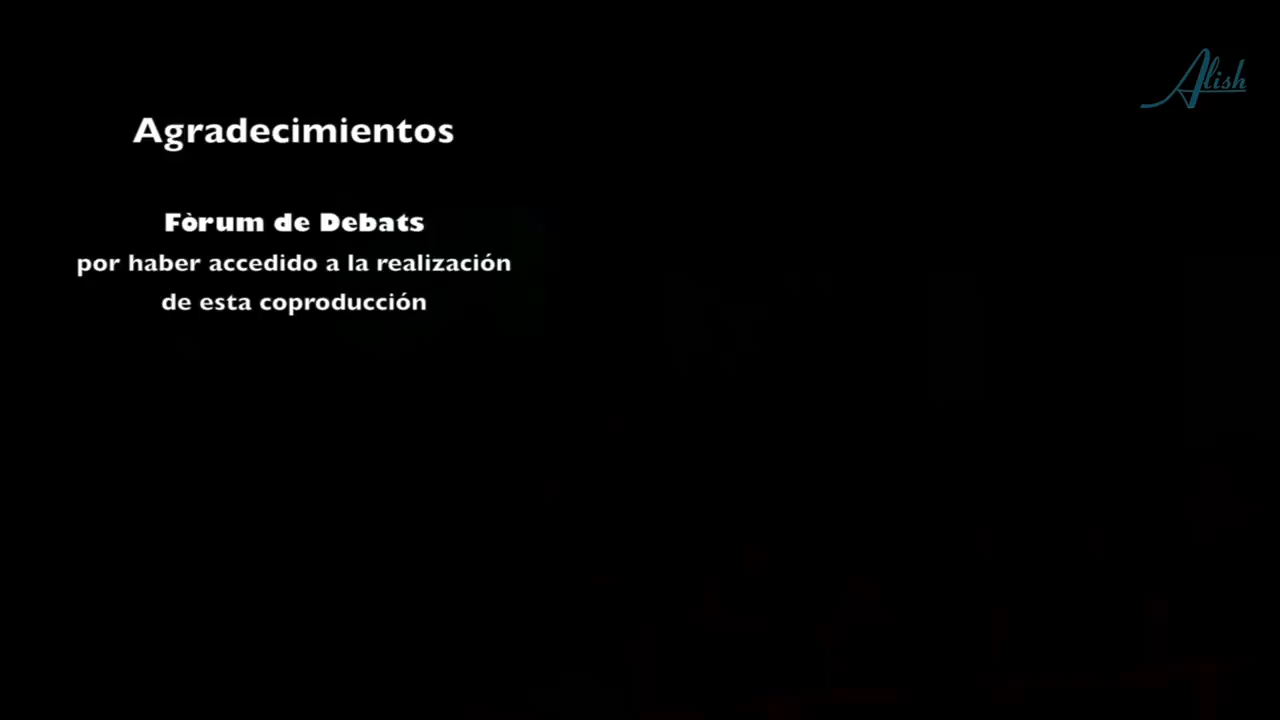 Alish
Agradecimientos
Fòrum de Debats
por haber accedido a la realización
de esta coproducción